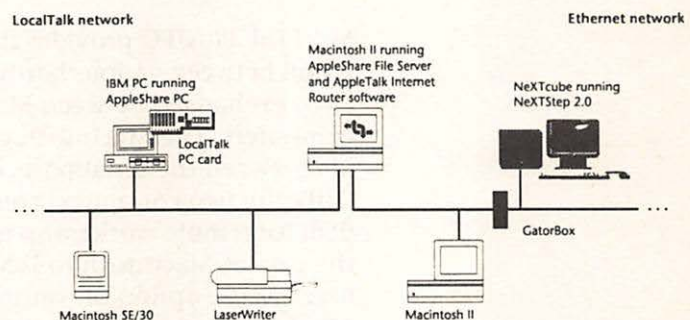 LocalTalk network
Ethernet network
Macintosh II running
AppleShare File Server
and AppleTalk Internet
Router software
IBM PC running
AppleShare PC
LocalTalk
PC card
NeXTcube running
NeXTStep 2.0
GatorBox
Macintosh SE/30
LaserWriter
Macintosh II